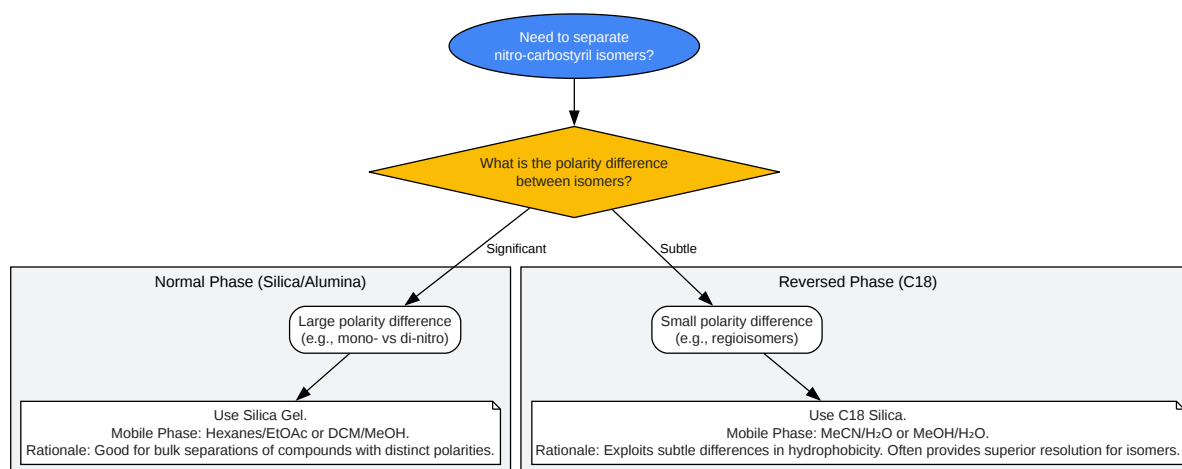 Need to separate
nitro-carbostyril isomers?
What is the polarity difference
between isomers?
Significant
Subtle
Normal Phase (Silica/Alumina)
Large polarity difference
(e.g., mono- vs di-nitro)
Use Silica Gel.
Mobile Phase: Hexanes/EtOAc or DCM/MeOH.
Rationale: Good for bulk separations of compounds with distinct polarities.
Reversed Phase (C18)
Small polarity difference
(e.g., regioisomers)
Use C18 Silica.
Mobile Phase: MeCN/H₂O or MeOH/H₂O.
Rationale: Exploits subtle differences in hydrophobicity. Often provides superior resolution for isomers.